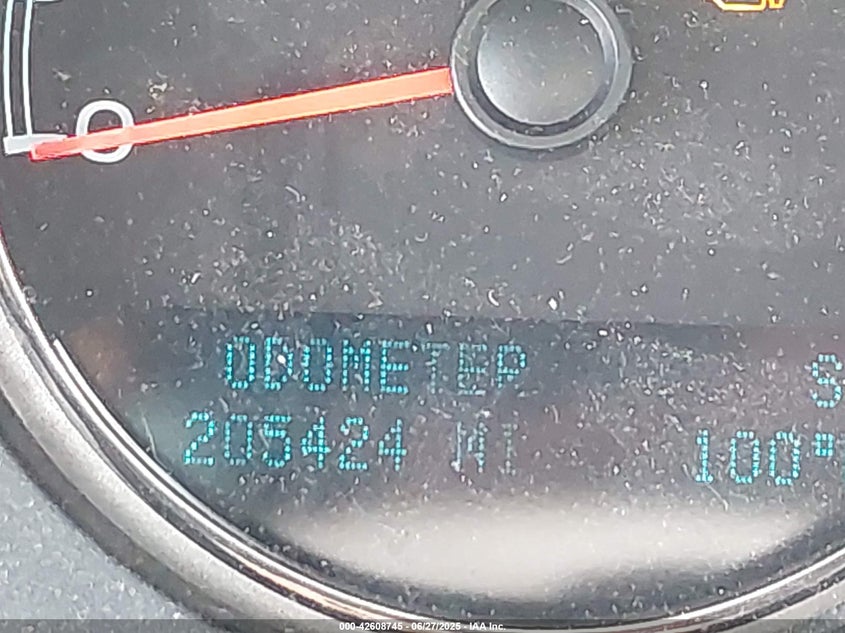 0
ODOMETER S
205424 MI 100°
000-42608745 - 06/27/2025 - IAA Inc.